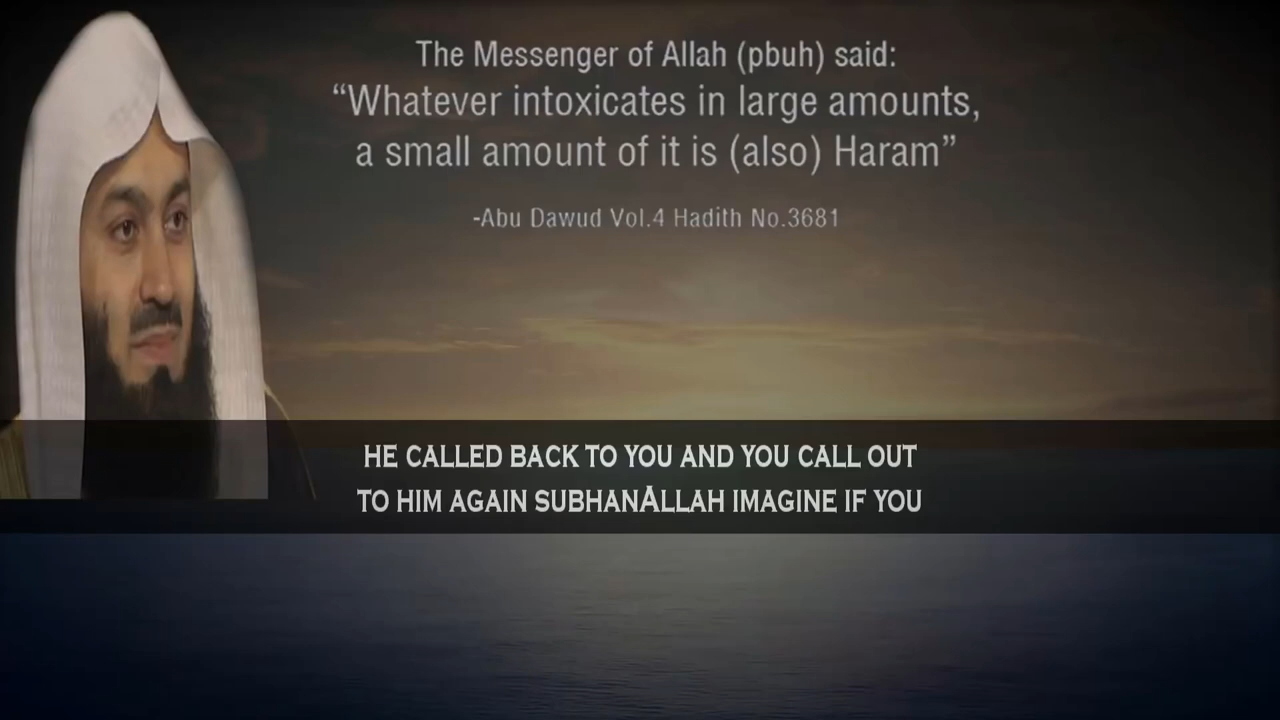 The Messenger of Allah (pbuh) said:
“Whatever intoxicates in large amounts,
a small amount of it is (also) Haram”
-Abu Dawud Vol.4 Hadith No.3681
HE CALLED BACK TO YOU AND YOU CALL OUT
TO HIM AGAIN SUBHANALLAH IMAGINE IF YOU